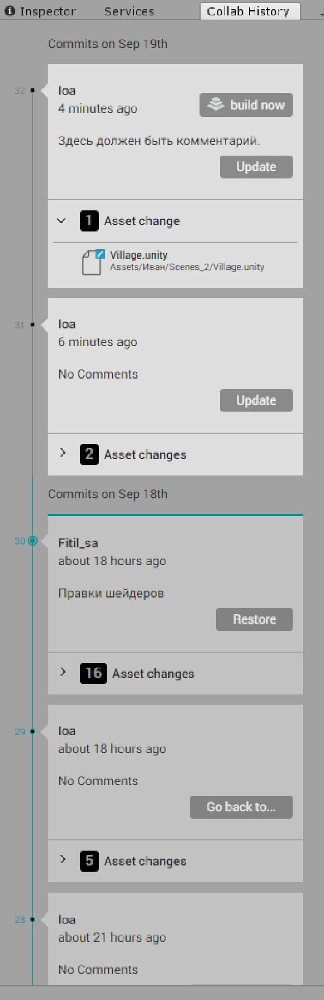 Inspector Services Collab History
Commits on Sep 19th
32
loa
4 minutes ago
build now
Здесь должен быть комментарий.
Update
1 Asset change
Village.unity
Assets/Иван/Scenes_2/Village.unity
31
loa
6 minutes ago
No Comments
Update
2 Asset changes
Commits on Sep 18th
30
Fitil_sa
about 18 hours ago
Правки шейдеров
Restore
16 Asset changes
29
loa
about 18 hours ago
No Comments
Go back to...
5 Asset changes
28
loa
about 21 hours ago
No Comments